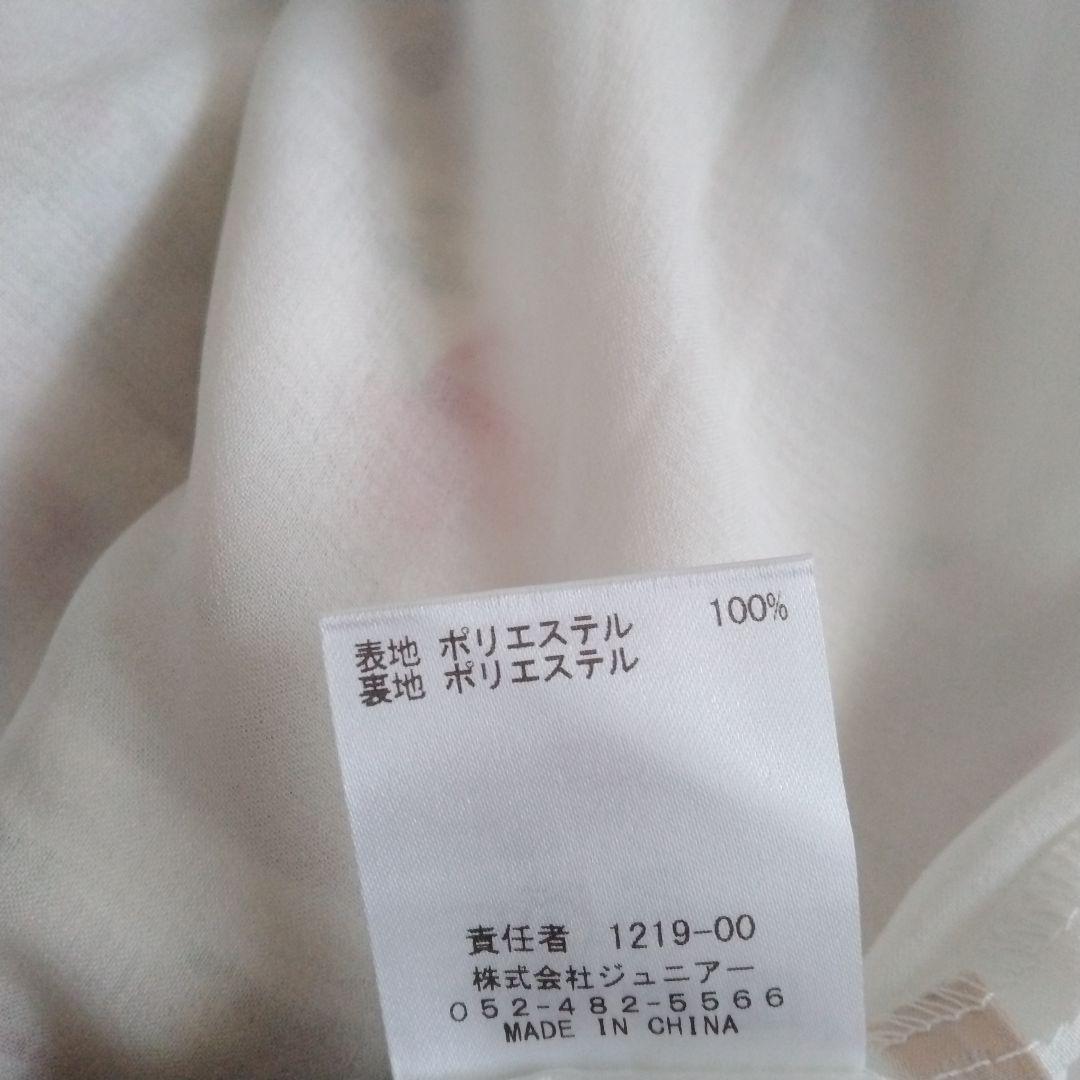 表地 ポリエステル 100%
裏地 ポリエステル
責任者 1219-00
株式会社ジュニアー
052-482-5566
MADE IN CHINA